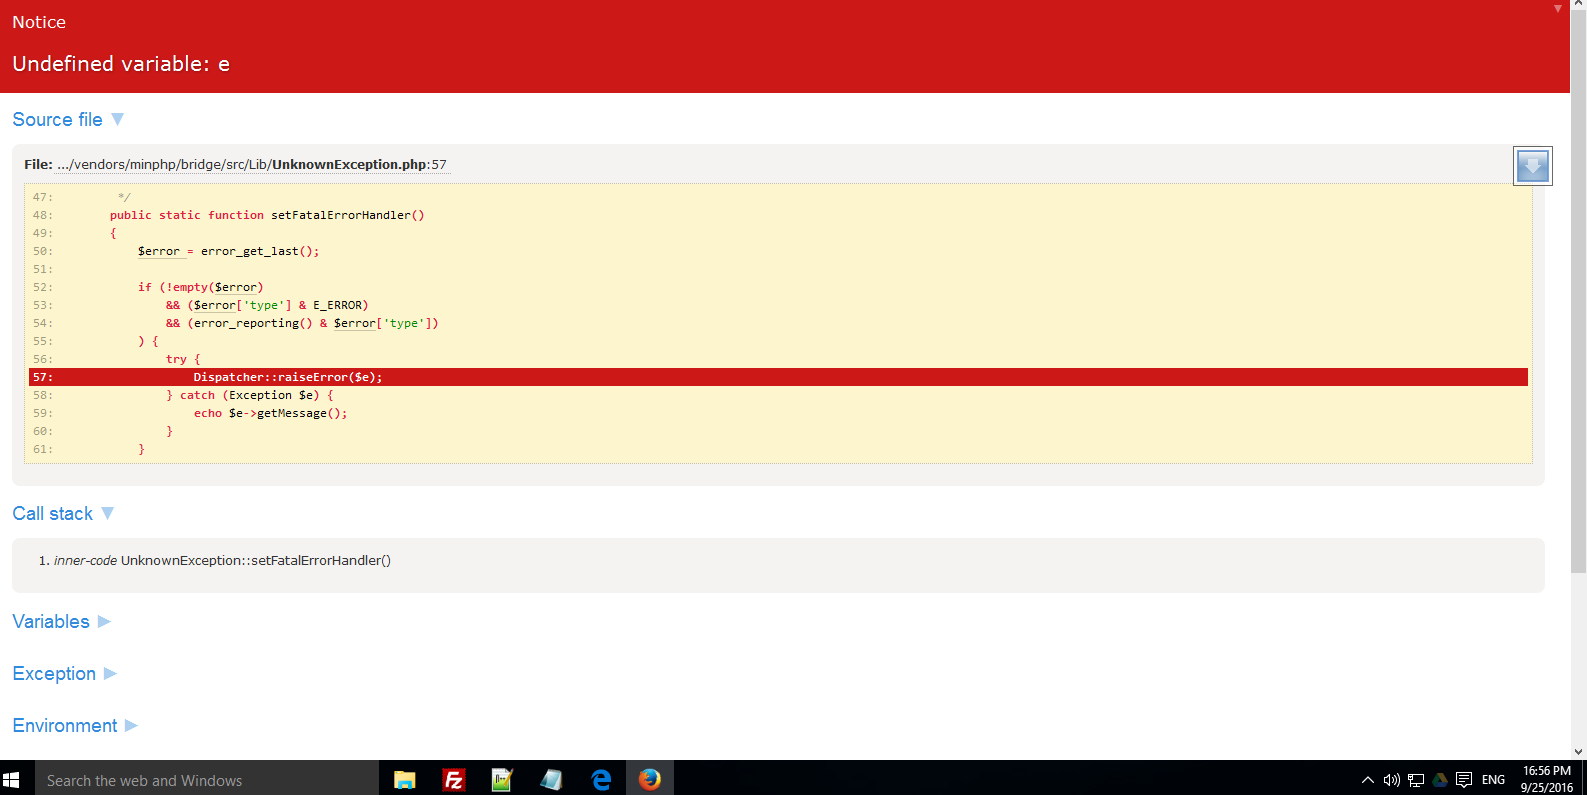 Notice
Undefined variable: e
Source file
File: .../vendors/minphp/bridge/src/Lib/UnknownException.php:57
47: */
48: public static function setFatalErrorHandler()
49: {
50: $error = error_get_last();
51:
52: if (!empty($error)
53: && ($error['type'] & E_ERROR)
54: && (error_reporting() & $error['type'])
55: ) {
56: try {
57: Dispatcher::raiseError($e);
58: } catch (Exception $e) {
59: echo $e->getMessage();
60: }
61: }
Call stack
1. inner-code UnknownException::setFatalErrorHandler()
Variables
Exception
Environment
Search the web and Windows
ENG
16:56 PM
9/25/2016